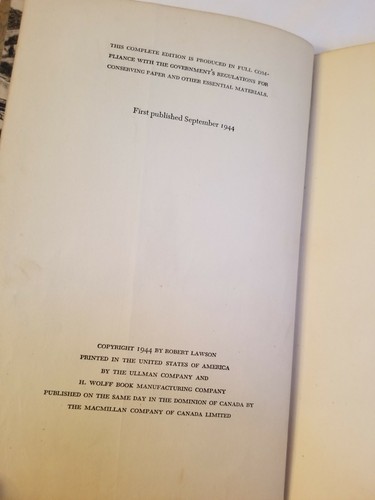 THIS COMPLETE EDITION IS PRODUCED IN FULL COM-
PLIANCE WITH THE GOVERNMENT'S REGULATIONS FOR
CONSERVING PAPER AND OTHER ESSENTIAL MATERIALS.
First published September 1944
COPYRIGHT 1944 BY ROBERT LAWSON
PRINTED IN THE UNITED STATES OF AMERICA
BY THE ULLMAN COMPANY AND
H. WOLFF BOOK MANUFACTURING COMPANY
PUBLISHED ON THE SAME DAY IN THE DOMINION OF CANADA BY
THE MACMILLAN COMPANY OF CANADA LIMITED